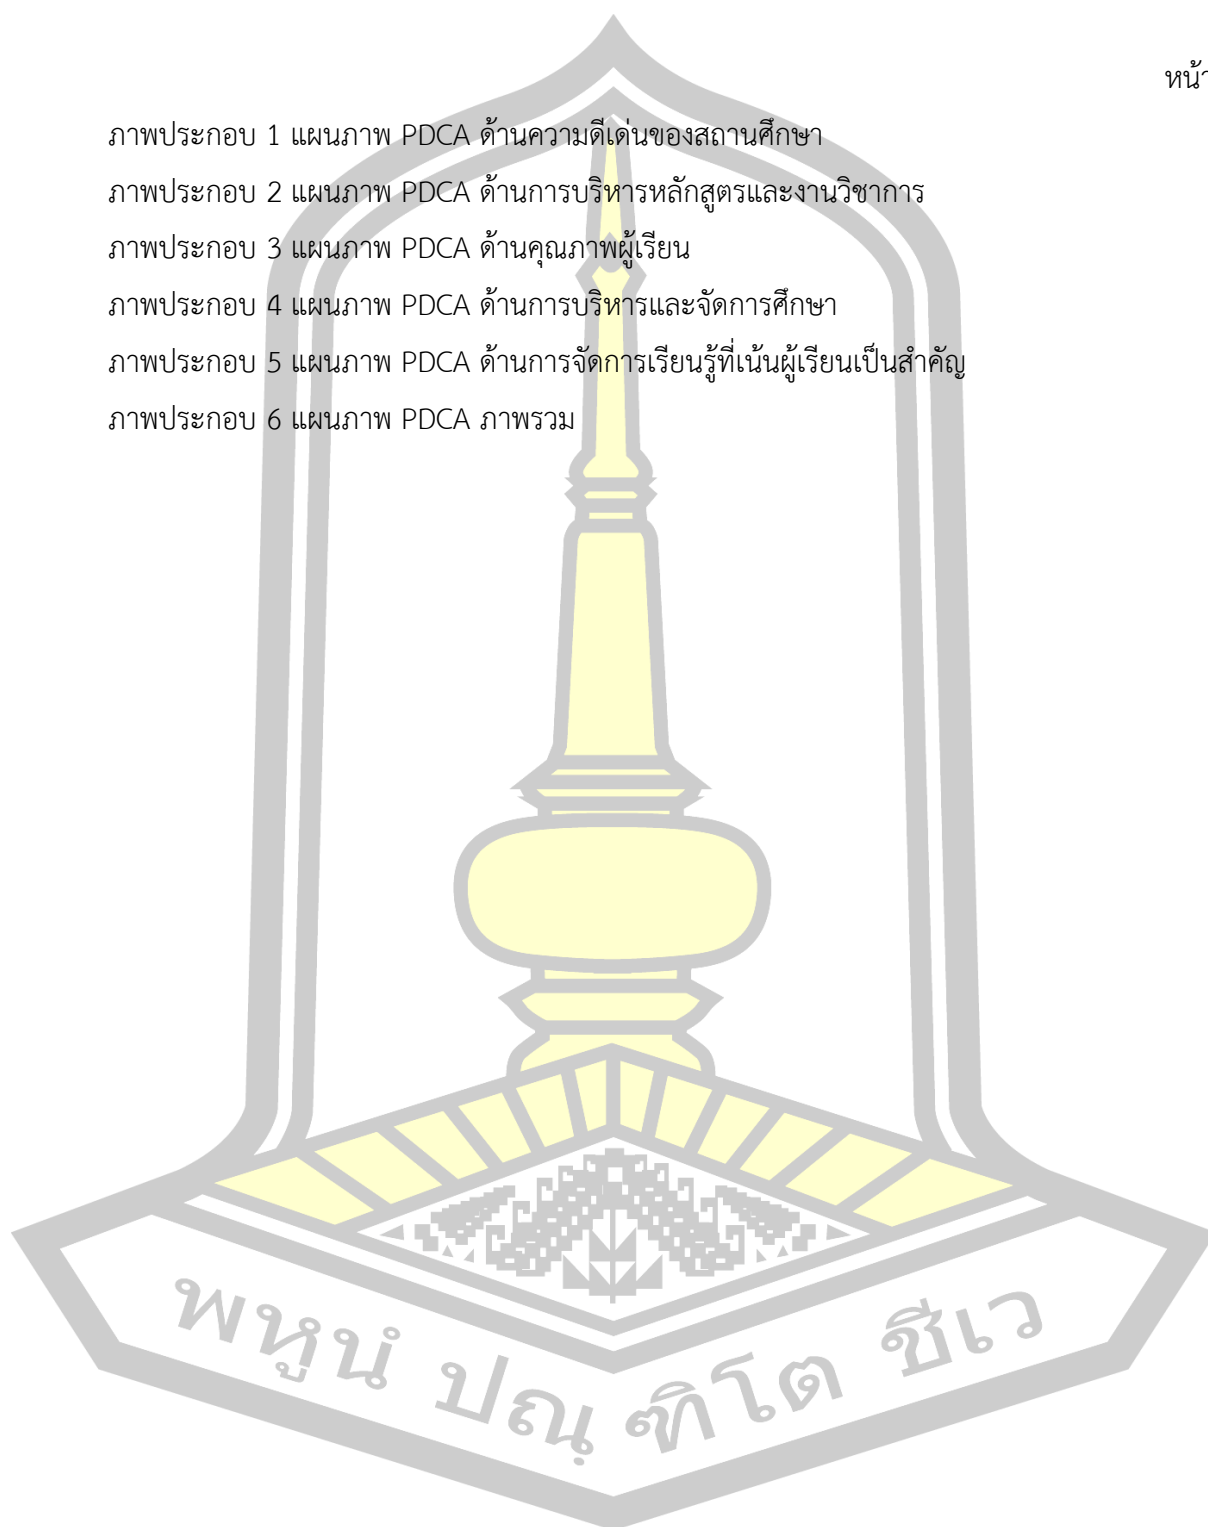 หน้า
ภาพประกอบ 1 แผนภาพ PDCA ด้านความดีเด่นของสถานศึกษา
ภาพประกอบ 2 แผนภาพ PDCA ด้านการบริหารหลักสูตรและงานวิชาการ
ภาพประกอบ 3 แผนภาพ PDCA ด้านคุณภาพผู้เรียน
ภาพประกอบ 4 แผนภาพ PDCA ด้านการบริหารและจัดการศึกษา
ภาพประกอบ 5 แผนภาพ PDCA ด้านการจัดการเรียนรู้ที่เน้นผู้เรียนเป็นสำคัญ
ภาพประกอบ 6 แผนภาพ PDCA ภาพรวม
พหูนํ ปณฺฑิโต ชีเว